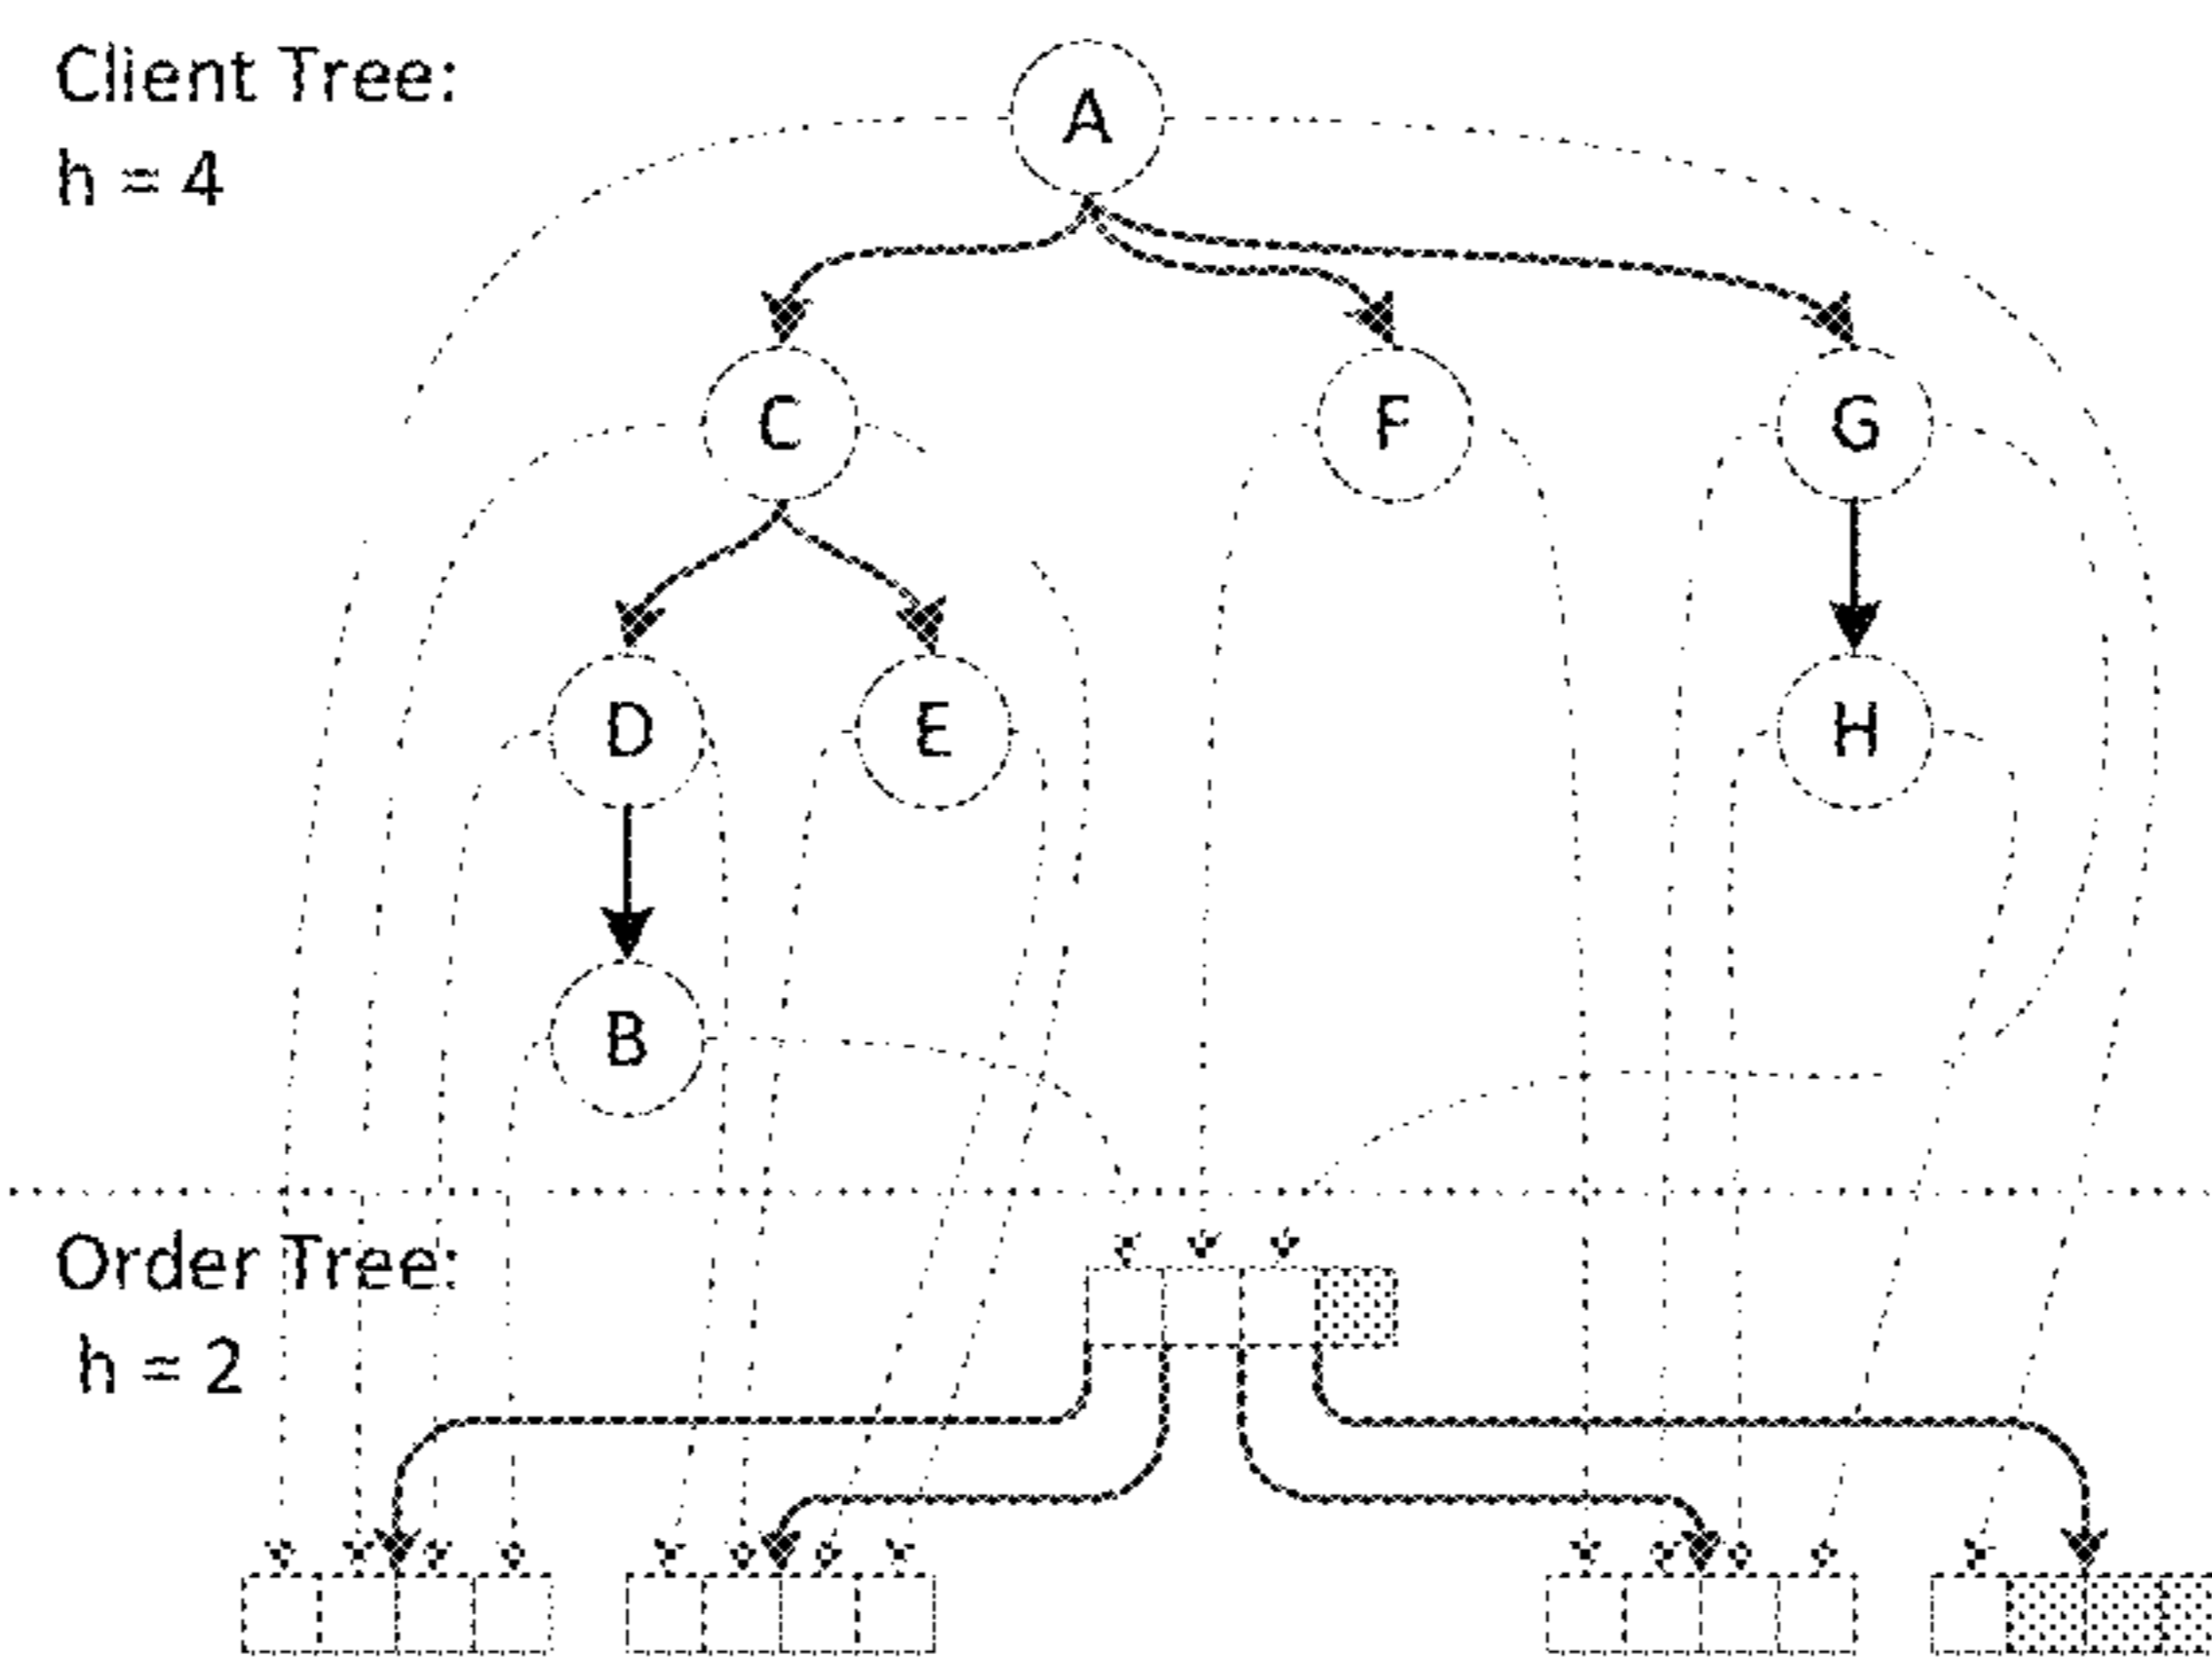 Client Tree:
h = 4
A
C
F
G
D
E
H
B
Order Tree:
h = 2